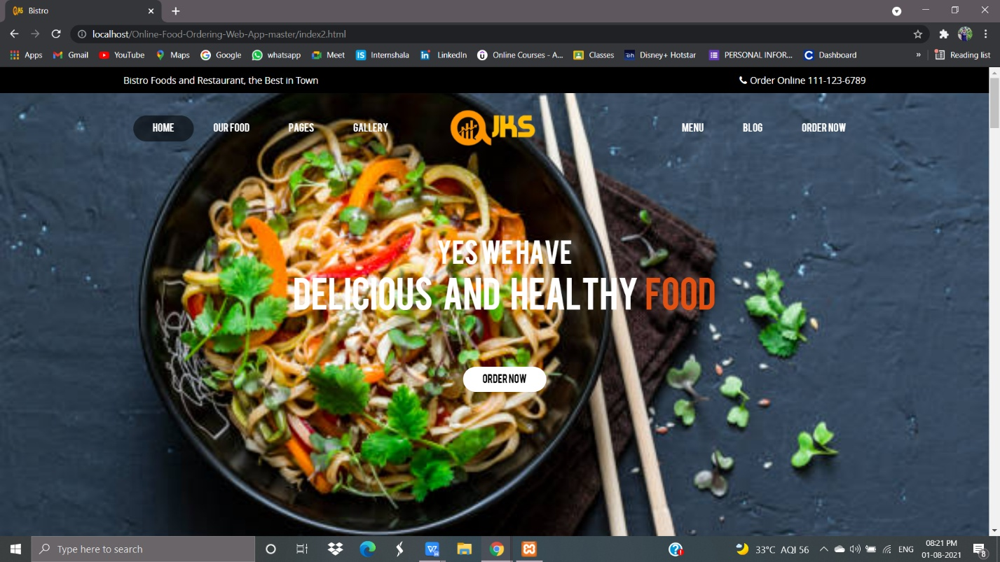 Bistro
localhost/Online-Food-Ordering-Web-App-master/index2.html
Apps Gmail YouTube Maps Google whatsapp Meet Internshala LinkedIn Online Courses - A... Classes Disney+ Hotstar PERSONAL INFOR... Dashboard » Reading list
Bistro Foods and Restaurant, the Best in Town Order Online 111-123-6789
HOME OUR FOOD PAGES GALLERY JKS MENU BLOG ORDER NOW
YES WE HAVE
DELICIOUS AND HEALTHY FOOD
ORDER NOW
Type here to search 33°C AQI 56 ENG 08:21 PM
01-08-2021 8